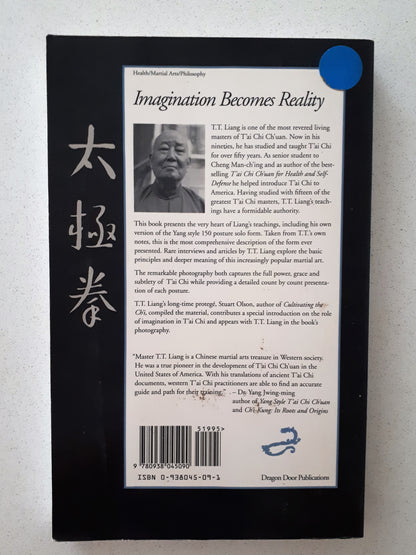 Health/Martial Arts/Philosophy
Imagination Becomes Reality
太
極
拳
T.T. Liang is one of the most revered living
masters of T'ai Chi Ch'uan. Now in his
nineties, he has studied and taught T'ai Chi
for over fifty years. As senior student to
Cheng Man-ch'ing and as author of the best-
selling T'ai Chi Ch'uan for Health and Self-
Defense he helped introduce T'ai Chi to
America. Having studied with fifteen of the
greatest T'ai Chi masters, T.T. Liang's teach-
ings have a formidable authority.
This book presents the very heart of Liang's teachings, including his own
version of the Yang style 150 posture solo form. Taken from T.T.'s own
notes, this is the most comprehensive description of the form ever
presented. Rare interviews and articles by T.T. Liang explore the basic
principles and deeper meaning of this increasingly popular martial art.
The remarkable photography both captures the full power, grace and
subtlety of T'ai Chi while providing a detailed count by count presenta-
tion of each posture.
T.T. Liang's long-time protegé, Stuart Olson, author of Cultivating the
Ch'i, compiled the material, contributes a special introduction on the role
of imagination in T'ai Chi and appears with T.T. Liang in the book's
photography.
"Master T.T. Liang is a Chinese martial arts treasure in Western society.
He was a true pioneer in the development of T'ai Chi Ch'uan in the
United States of America. With his translations of ancient T'ai Chi
documents, western T'ai Chi practitioners are able to find an accurate
guide and path for their training." – Dr. Yang Jwing-ming
author of Yang Style T'ai Chi Ch'uan
and Ch'i Kung: Its Roots and Origins
51995>
9 780938 045090
ISBN 0-938045-09-1
Dragon Door Publications